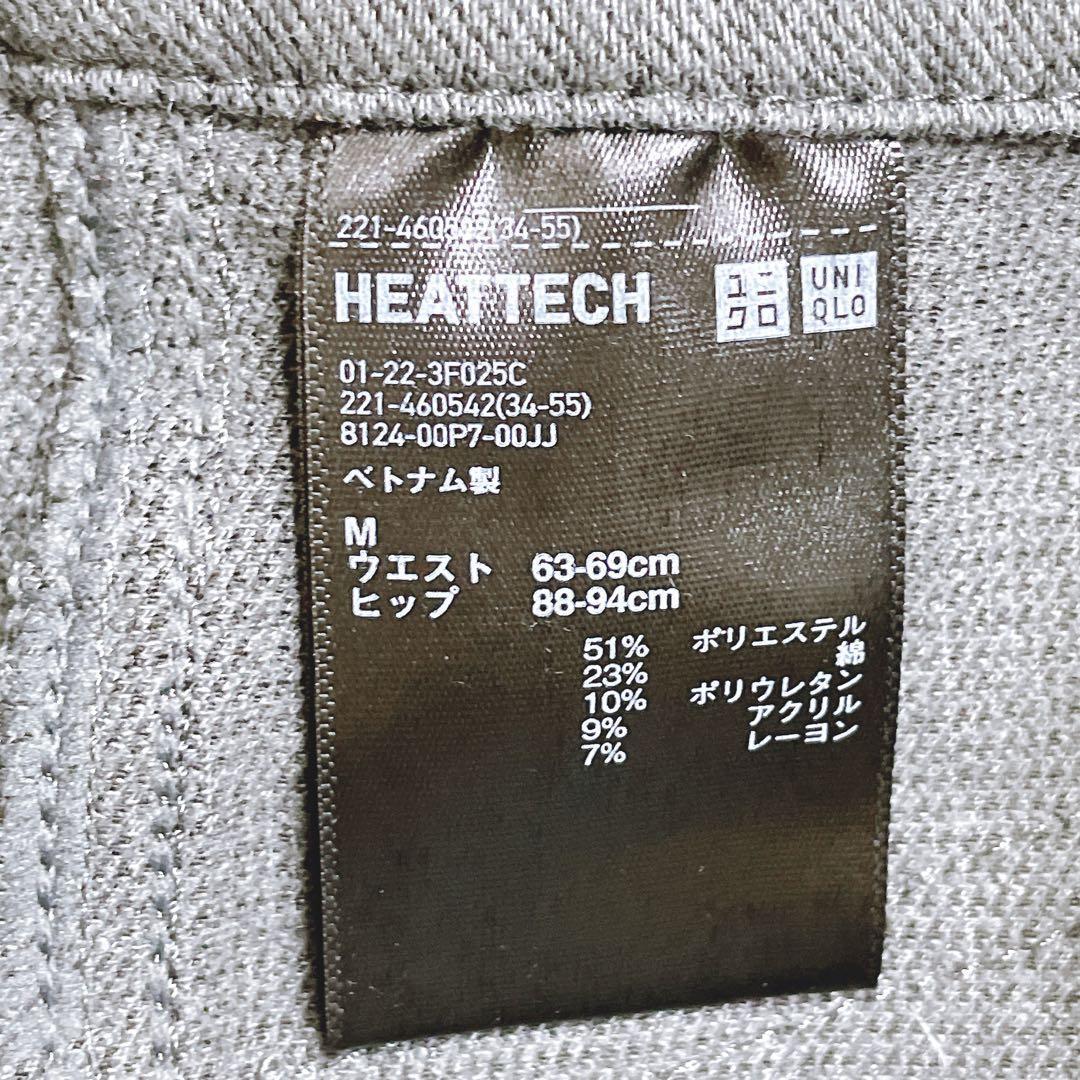 221-460542(34-55)
HEATTECH
ユニ
クロ
UNI
QLO
01-22-3F025C
221-460542(34-55)
8124-00P7-00JJ
ベトナム製
M
ウエスト 63-69cm
ヒップ 88-94cm
51% ポリエステル
23% 綿
10% ポリウレタン
9% アクリル
7% レーヨン